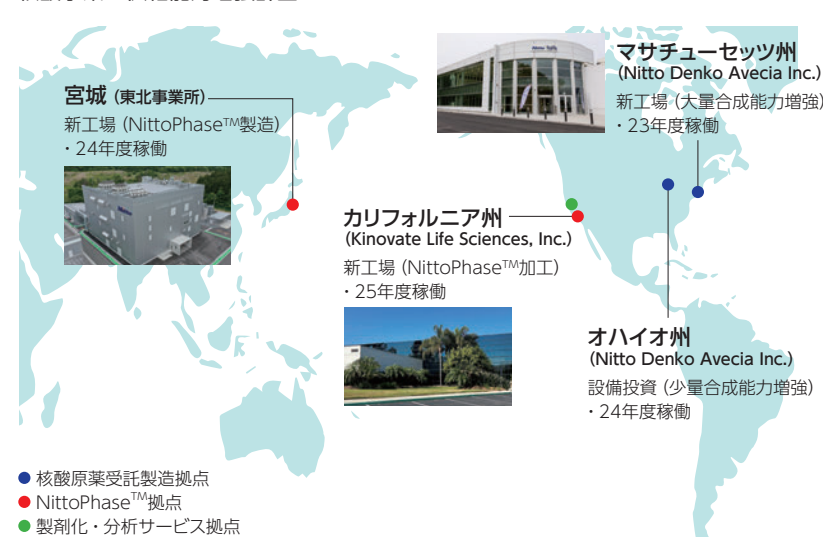 マサチューセッツ州
(Nitto Denko Avecia Inc.)
新工場 (大量合成能力増強)
・23年度稼働
宮城 (東北事業所)
新工場 (NittoPhase™製造)
・24年度稼働
カリフォルニア州
(Kinovate Life Sciences, Inc.)
新工場 (NittoPhase™加工)
・25年度稼働
オハイオ州
(Nitto Denko Avecia Inc.)
設備投資 (少量合成能力増強)
・24年度稼働
核酸原薬受託製造拠点
NittoPhase™拠点
製剤化・分析サービス拠点